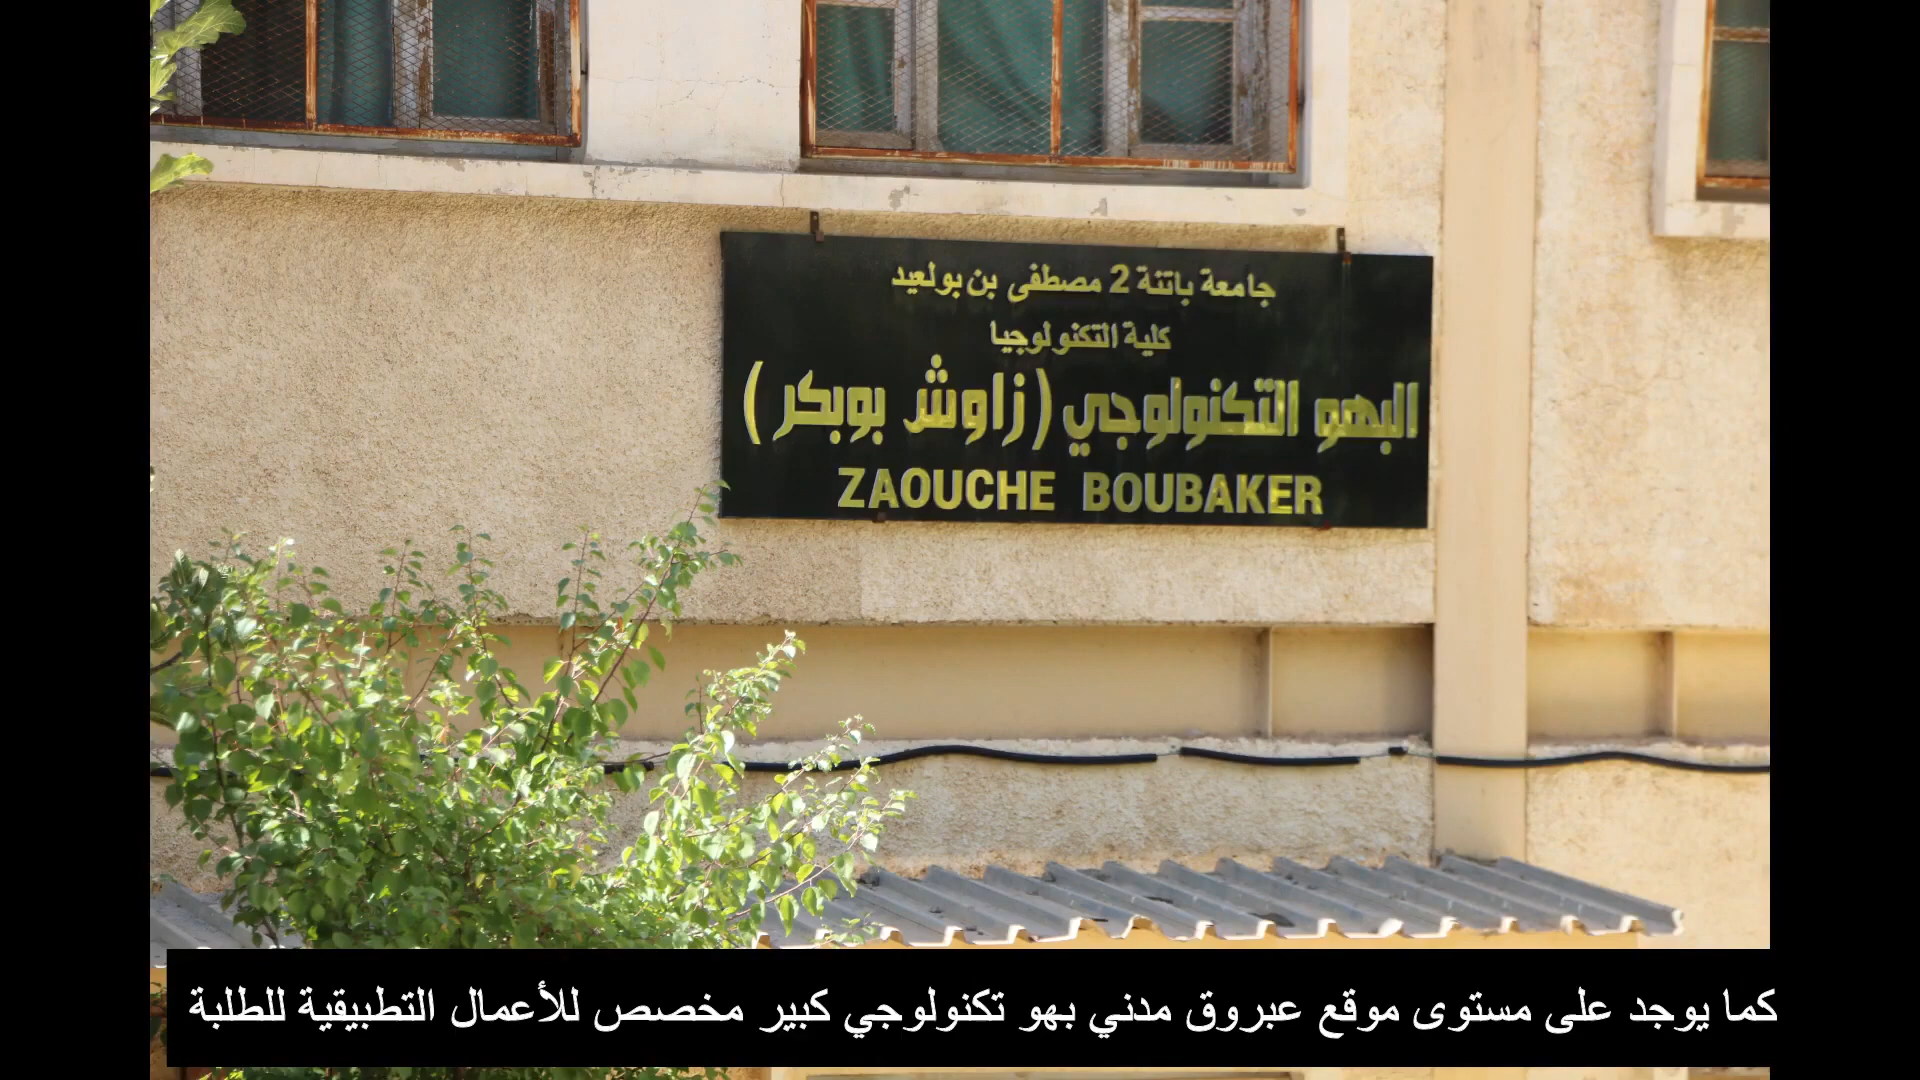 جامعة باتنة 2 مصطفى بن بولعيد
كلية التكنولوجيا
البهو التكنولوجي (زاوش بوبكر)
ZAOUCHE BOUBAKER
كما يوجد على مستوى موقع عبروق مدني بهو تكنولوجي كبير مخصص للأعمال التطبيقية للطلبة